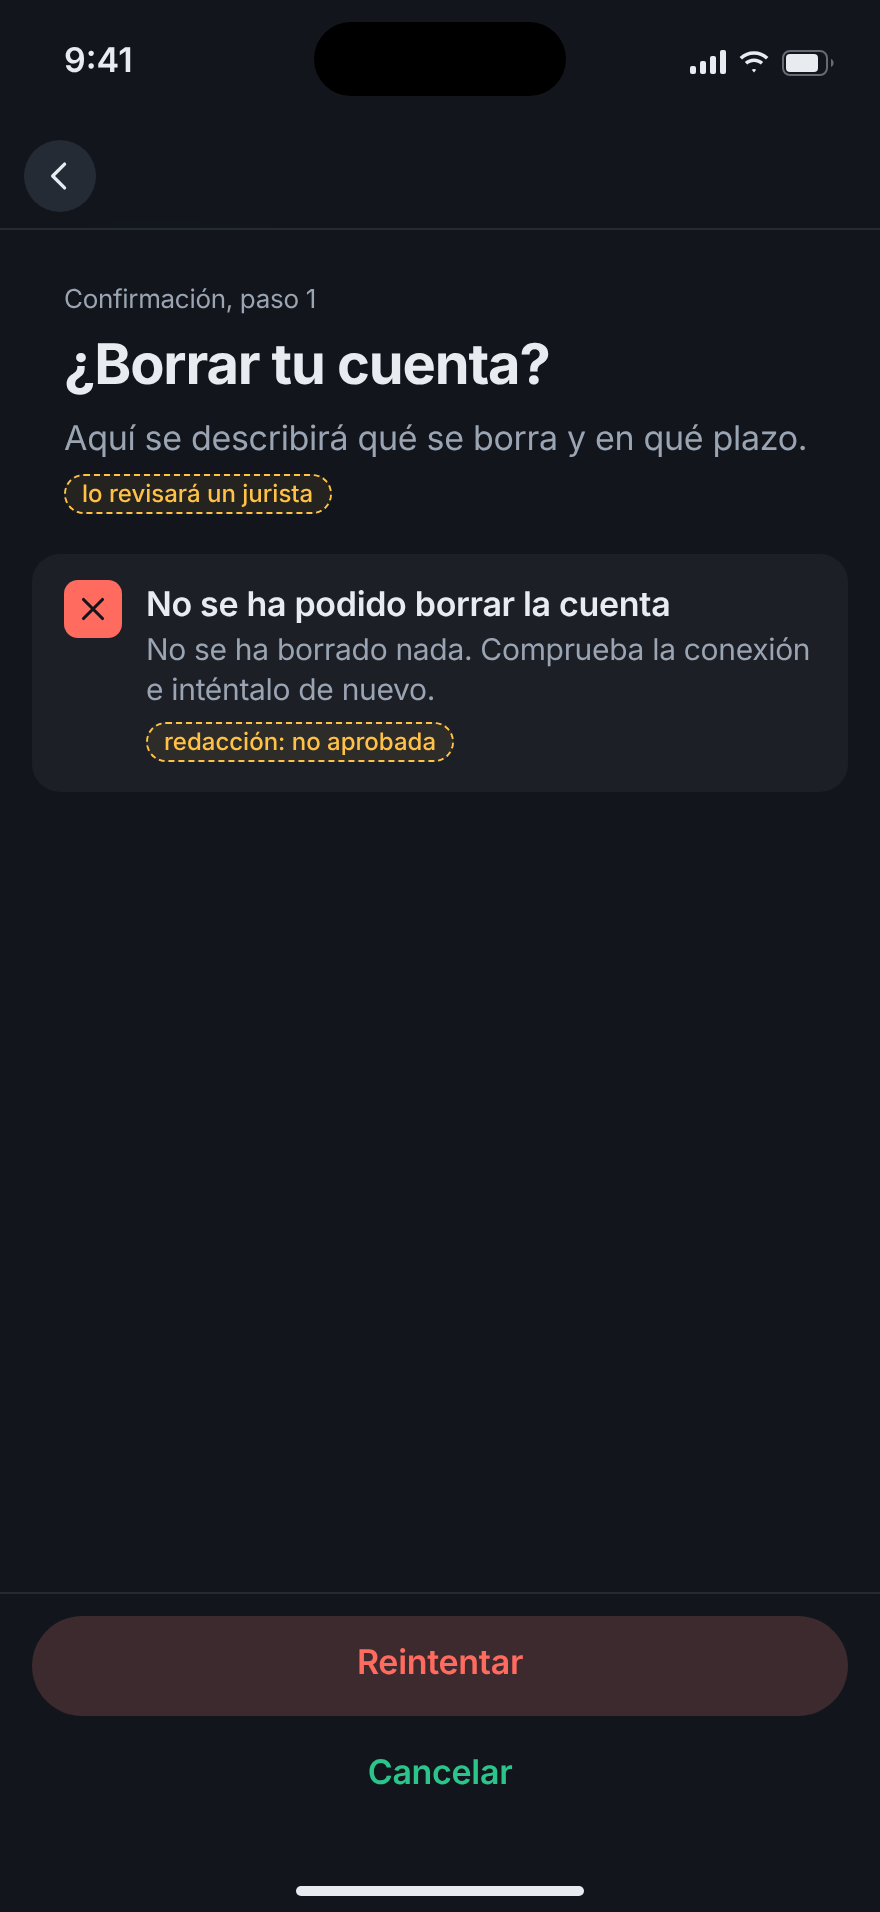 9:41
Confirmación, paso 1
¿Borrar tu cuenta?
Aquí se describirá qué se borra y en qué plazo.
lo revisará un jurista
No se ha podido borrar la cuenta
No se ha borrado nada. Comprueba la conexión
e inténtalo de nuevo.
redacción: no aprobada
Reintentar
Cancelar